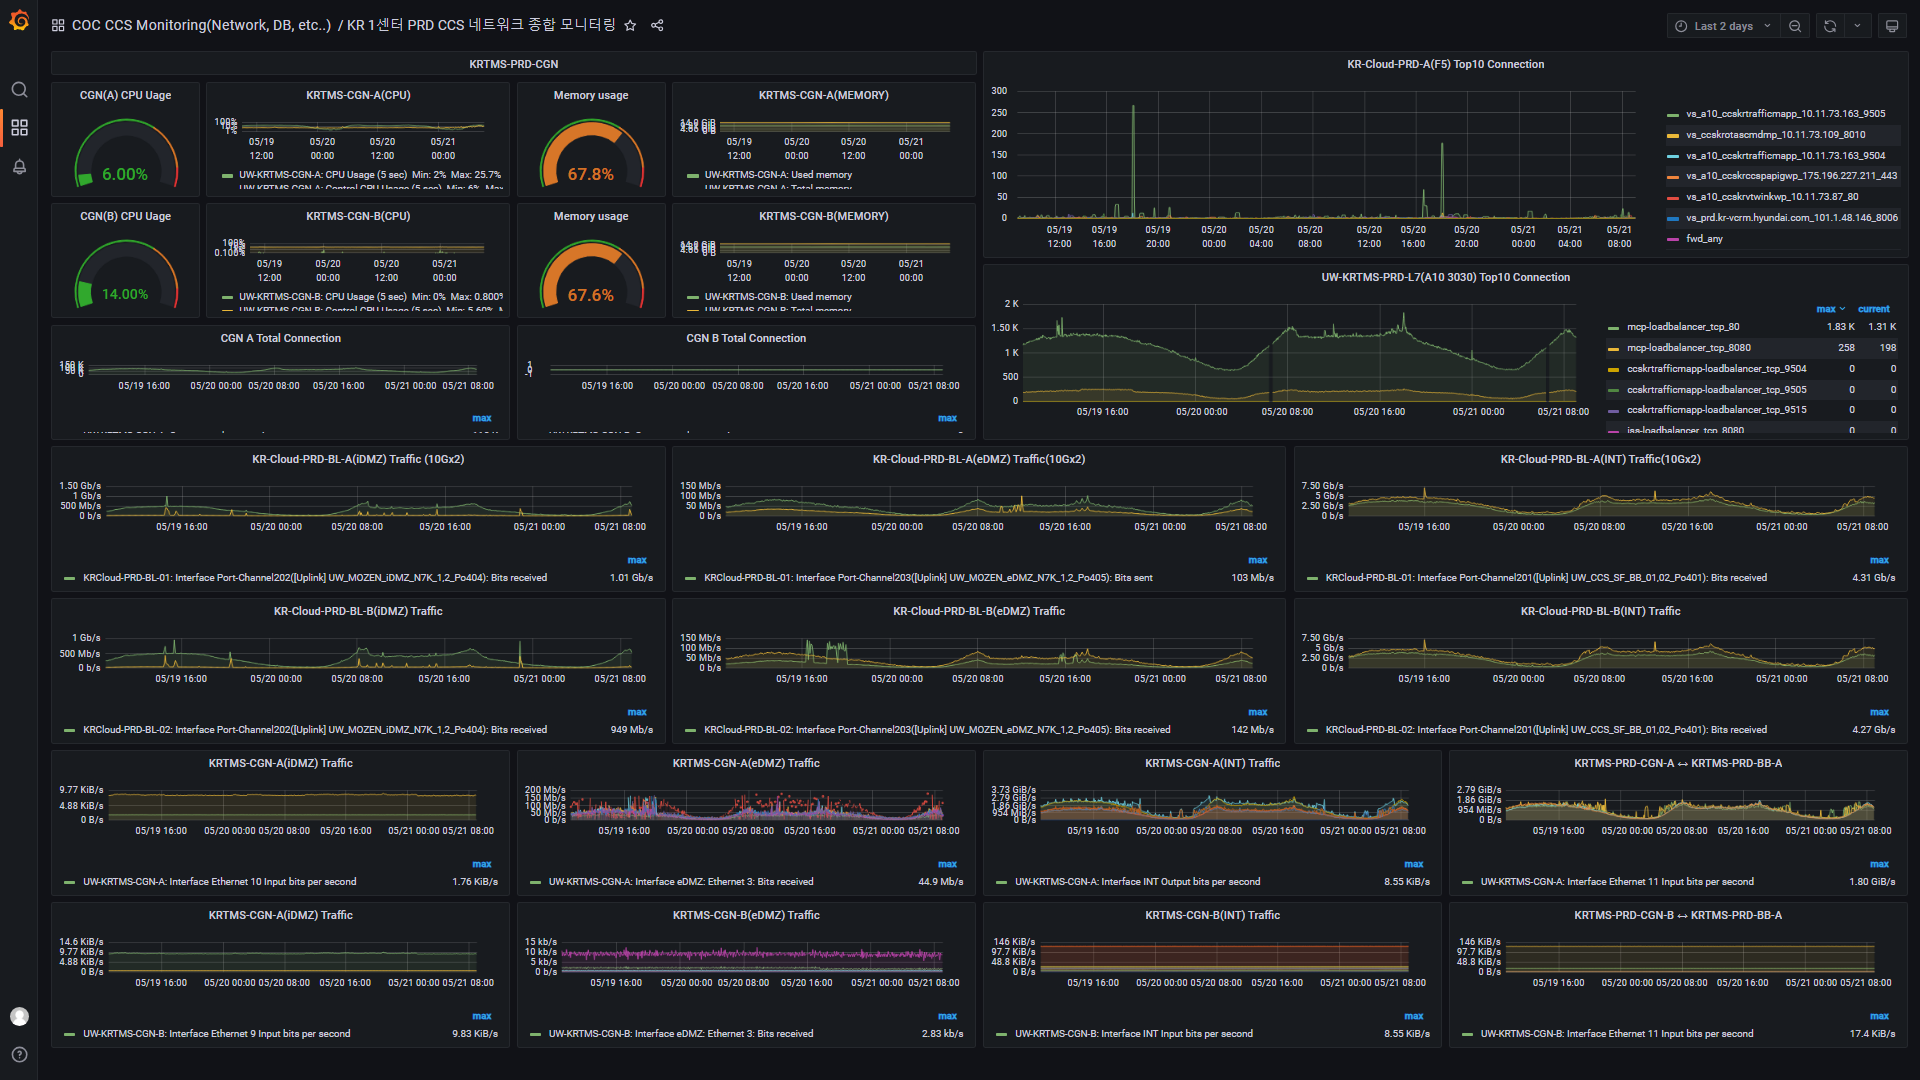 COC CCS Monitoring(Network, DB, etc..) / KR 1센터 PRD CCS 네트워크 종합 모니터링
Last 2 days
KRTMS-PRD-CGN
CGN(A) CPU Uage
6.00%
KRTMS-CGN-A(CPU)
100%
1%
05/19 12:00
05/20 00:00
05/20 12:00
05/21 00:00
UW-KRTMS-CGN-A: CPU Usage (5 sec) Min: 2% Max: 25.7%
UW-KRTMS-CGN-A: Control CPU Usage (5 sec) Min: 6% Max:
Memory usage
67.8%
KRTMS-CGN-A(MEMORY)
0 B
05/19 12:00
05/20 00:00
05/20 12:00
05/21 00:00
UW-KRTMS-CGN-A: Used memory
UW-KRTMS-CGN-A: Total memory
CGN(B) CPU Uage
14.00%
KRTMS-CGN-B(CPU)
100%
0.100%
05/19 12:00
05/20 00:00
05/20 12:00
05/21 00:00
UW-KRTMS-CGN-B: CPU Usage (5 sec) Min: 0% Max: 0.800%
UW-KRTMS-CGN-B: Control CPU Usage (5 sec) Min: 5.60%
Memory usage
67.6%
KRTMS-CGN-B(MEMORY)
0 B
05/19 12:00
05/20 00:00
05/20 12:00
05/21 00:00
UW-KRTMS-CGN-B: Used memory
UW-KRTMS-CGN-B: Total memory
CGN A Total Connection
150 K
0
05/19 16:00 05/20 00:00 05/20 08:00 05/20 16:00 05/21 00:00 05/21 08:00
max
CGN B Total Connection
1
0
-1
05/19 16:00 05/20 00:00 05/20 08:00 05/20 16:00 05/21 00:00 05/21 08:00
max
KR-Cloud-PRD-A(F5) Top10 Connection
300
250
200
150
100
50
0
05/19 12:00
05/19 16:00
05/19 20:00
05/20 00:00
05/20 04:00
05/20 08:00
05/20 12:00
05/20 16:00
05/20 20:00
05/21 00:00
05/21 04:00
05/21 08:00
vs_a10_ccskrtrafficmapp_10.11.73.163_9505
vs_ccskrotascmdmp_10.11.73.109_8010
vs_a10_ccskrtrafficmapp_10.11.73.163_9504
vs_a10_ccskrccspapigwp_175.196.227.211_443
vs_a10_ccskrvtwinkwp_10.11.73.87_80
vs_prd.kr-vcrm.hyundai.com_101.1.48.146_8006
fwd_any
UW-KRTMS-PRD-L7(A10 3030) Top10 Connection
2 K
1.50 K
1 K
500
0
05/19 16:00 05/20 00:00 05/20 08:00 05/20 16:00 05/21 00:00 05/21 08:00
max current
mcp-loadbalancer_tcp_80 1.83 K 1.31 K
mcp-loadbalancer_tcp_8080 258 198
ccskrtrafficmapp-loadbalancer_tcp_9504 0 0
ccskrtrafficmapp-loadbalancer_tcp_9505 0 0
ccskrtrafficmapp-loadbalancer_tcp_9515 0 0
ias-loadbalancer_tcp_8080 0 0
KR-Cloud-PRD-BL-A(iDMZ) Traffic (10Gx2)
1.50 Gb/s
1 Gb/s
500 Mb/s
0 b/s
05/19 16:00 05/20 00:00 05/20 08:00 05/20 16:00 05/21 00:00 05/21 08:00
max
KRCloud-PRD-BL-01: Interface Port-Channel202([Uplink] UW_MOZEN_iDMZ_N7K_1,2_Po404): Bits received 1.01 Gb/s
KR-Cloud-PRD-BL-A(eDMZ) Traffic(10Gx2)
150 Mb/s
100 Mb/s
50 Mb/s
0 b/s
05/19 16:00 05/20 00:00 05/20 08:00 05/20 16:00 05/21 00:00 05/21 08:00
max
KRCloud-PRD-BL-01: Interface Port-Channel203([Uplink] UW_MOZEN_eDMZ_N7K_1,2_Po405): Bits sent 103 Mb/s
KR-Cloud-PRD-BL-A(INT) Traffic(10Gx2)
7.50 Gb/s
5 Gb/s
2.50 Gb/s
0 b/s
05/19 16:00 05/20 00:00 05/20 08:00 05/20 16:00 05/21 00:00 05/21 08:00
max
KRCloud-PRD-BL-01: Interface Port-Channel201([Uplink] UW_CCS_SF_BB_01,02_Po401): Bits received 4.31 Gb/s
KR-Cloud-PRD-BL-B(iDMZ) Traffic
1 Gb/s
500 Mb/s
0 b/s
05/19 16:00 05/20 00:00 05/20 08:00 05/20 16:00 05/21 00:00 05/21 08:00
max
KRCloud-PRD-BL-02: Interface Port-Channel202([Uplink] UW_MOZEN_iDMZ_N7K_1,2_Po404): Bits received 949 Mb/s
KR-Cloud-PRD-BL-B(eDMZ) Traffic
150 Mb/s
100 Mb/s
50 Mb/s
0 b/s
05/19 16:00 05/20 00:00 05/20 08:00 05/20 16:00 05/21 00:00 05/21 08:00
max
KRCloud-PRD-BL-02: Interface Port-Channel203([Uplink] UW_MOZEN_eDMZ_N7K_1,2_Po405): Bits received 142 Mb/s
KR-Cloud-PRD-BL-B(INT) Traffic
7.50 Gb/s
5 Gb/s
2.50 Gb/s
0 b/s
05/19 16:00 05/20 00:00 05/20 08:00 05/20 16:00 05/21 00:00 05/21 08:00
max
KRCloud-PRD-BL-02: Interface Port-Channel201([Uplink] UW_CCS_SF_BB_01,02_Po401): Bits received 4.27 Gb/s
KRTMS-CGN-A(iDMZ) Traffic
9.77 KiB/s
4.88 KiB/s
0 B/s
05/19 16:00 05/20 00:00 05/20 08:00 05/20 16:00 05/21 00:00 05/21 08:00
max
UW-KRTMS-CGN-A: Interface Ethernet 10 Input bits per second 1.76 KiB/s
KRTMS-CGN-A(eDMZ) Traffic
200 Mb/s
150 Mb/s
100 Mb/s
50 Mb/s
0 b/s
05/19 16:00 05/20 00:00 05/20 08:00 05/20 16:00 05/21 00:00 05/21 08:00
max
UW-KRTMS-CGN-A: Interface eDMZ: Ethernet 3: Bits received 44.9 Mb/s
KRTMS-CGN-A(INT) Traffic
3.73 GiB/s
2.79 GiB/s
1.86 GiB/s
954 MiB/s
0 B/s
05/19 16:00 05/20 00:00 05/20 08:00 05/20 16:00 05/21 00:00 05/21 08:00
max
UW-KRTMS-CGN-A: Interface INT Output bits per second 8.55 KiB/s
KRTMS-PRD-CGN-A ↔ KRTMS-PRD-BB-A
2.79 GiB/s
1.86 GiB/s
954 MiB/s
0 B/s
05/19 16:00 05/20 00:00 05/20 08:00 05/20 16:00 05/21 00:00 05/21 08:00
max
UW-KRTMS-CGN-A: Interface Ethernet 11 Input bits per second 1.80 GiB/s
KRTMS-CGN-A(iDMZ) Traffic
14.6 KiB/s
9.77 KiB/s
4.88 KiB/s
0 B/s
05/19 16:00 05/20 00:00 05/20 08:00 05/20 16:00 05/21 00:00 05/21 08:00
max
UW-KRTMS-CGN-B: Interface Ethernet 9 Input bits per second 9.83 KiB/s
KRTMS-CGN-B(eDMZ) Traffic
15 kb/s
10 kb/s
5 kb/s
0 b/s
05/19 16:00 05/20 00:00 05/20 08:00 05/20 16:00 05/21 00:00 05/21 08:00
max
UW-KRTMS-CGN-B: Interface eDMZ: Ethernet 3: Bits received 2.83 kb/s
KRTMS-CGN-B(INT) Traffic
146 KiB/s
97.7 KiB/s
48.8 KiB/s
0 B/s
05/19 16:00 05/20 00:00 05/20 08:00 05/20 16:00 05/21 00:00 05/21 08:00
max
UW-KRTMS-CGN-B: Interface INT Input bits per second 8.55 KiB/s
KRTMS-PRD-CGN-B ↔ KRTMS-PRD-BB-A
146 KiB/s
97.7 KiB/s
48.8 KiB/s
0 B/s
05/19 16:00 05/20 00:00 05/20 08:00 05/20 16:00 05/21 00:00 05/21 08:00
max
UW-KRTMS-CGN-B: Interface Ethernet 11 Input bits per second 17.4 KiB/s